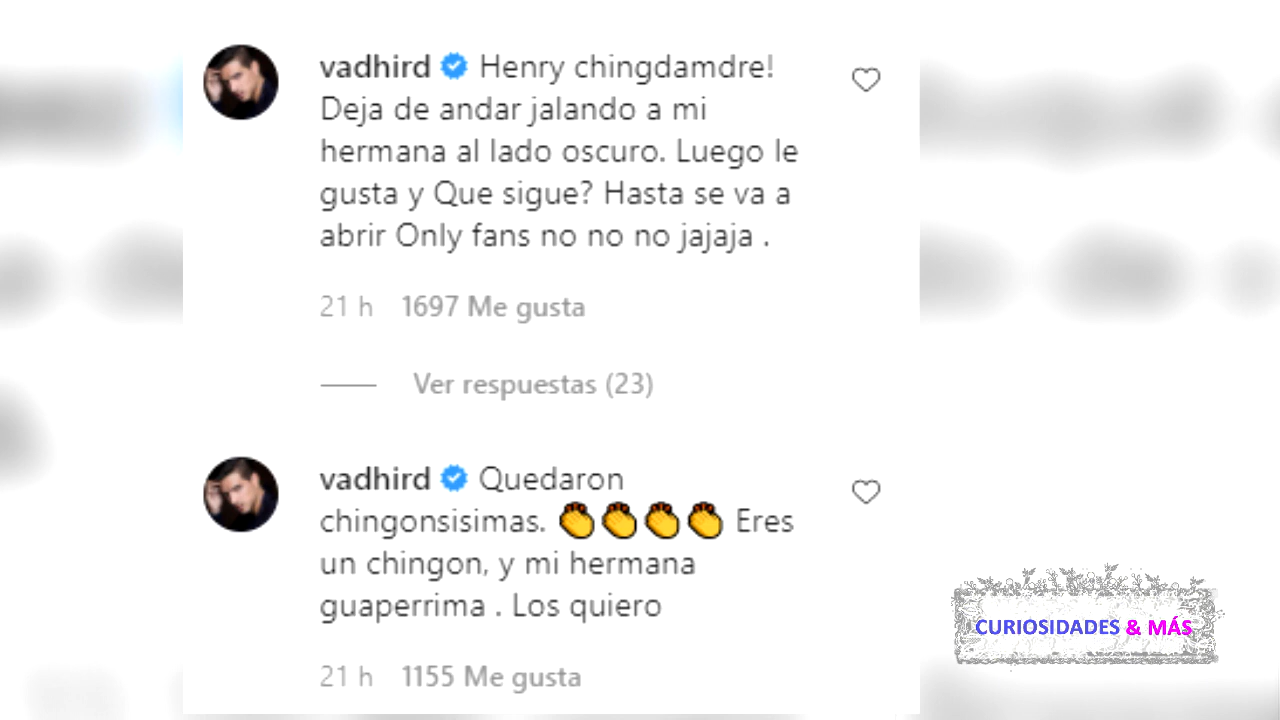 vadhird Henry chingdamdre!
Deja de andar jalando a mi
hermana al lado oscuro. Luego le
gusta y Que sigue? Hasta se va a
abrir Only fans no no no jajaja .
21 h 1697 Me gusta
Ver respuestas (23)
vadhird Quedaron
chingonsisimas. 👏👏👏👏 Eres
un chingon, y mi hermana
guaperrima . Los quiero
21 h 1155 Me gusta
CURIOSIDADES & MÁS